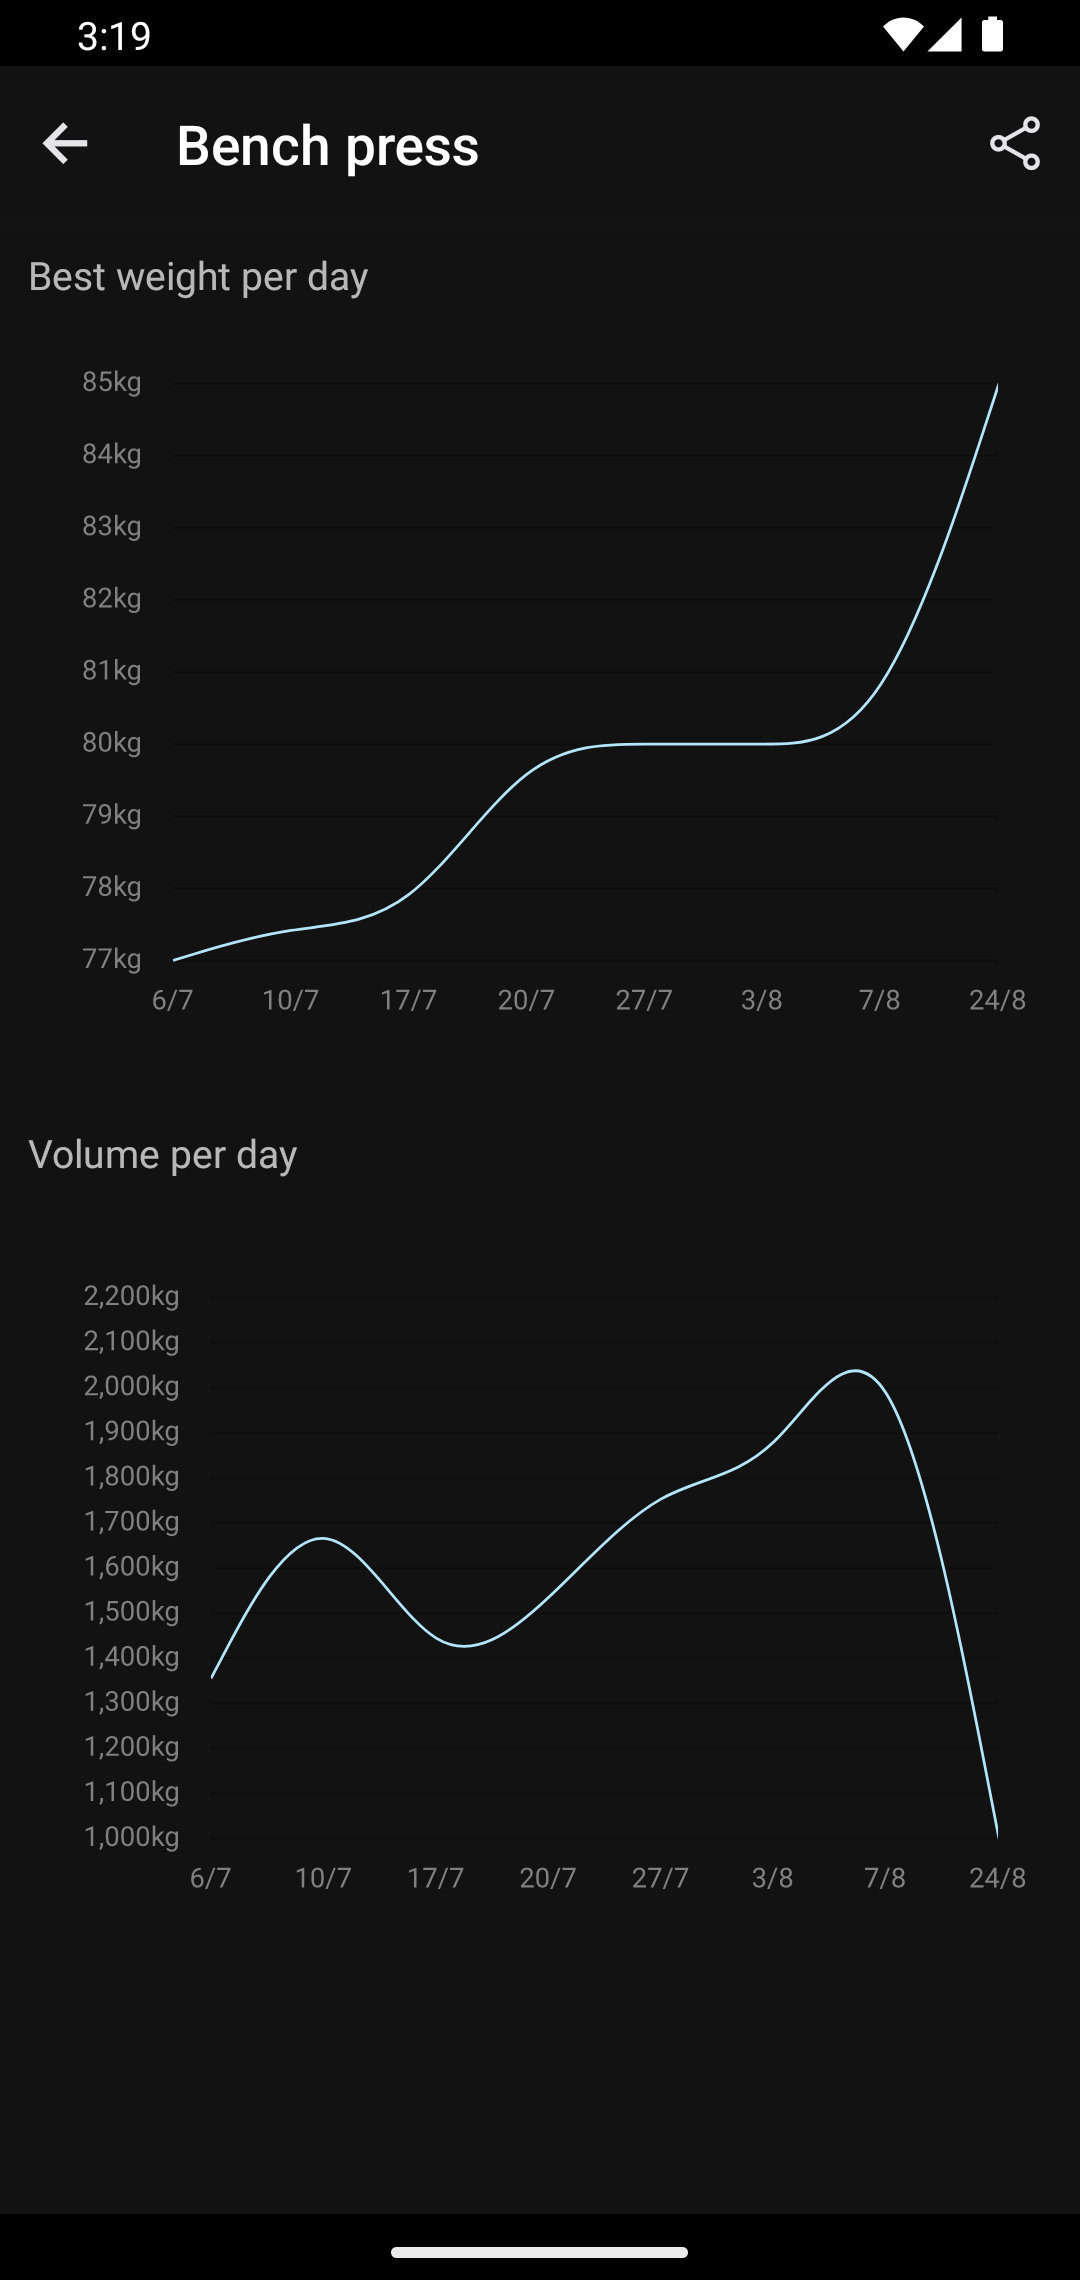 3:19
Bench press
Best weight per day
85kg
84kg
83kg
82kg
81kg
80kg
79kg
78kg
77kg
6/7 10/7 17/7 20/7 27/7 3/8 7/8 24/8
Volume per day
2,200kg
2,100kg
2,000kg
1,900kg
1,800kg
1,700kg
1,600kg
1,500kg
1,400kg
1,300kg
1,200kg
1,100kg
1,000kg
6/7 10/7 17/7 20/7 27/7 3/8 7/8 24/8